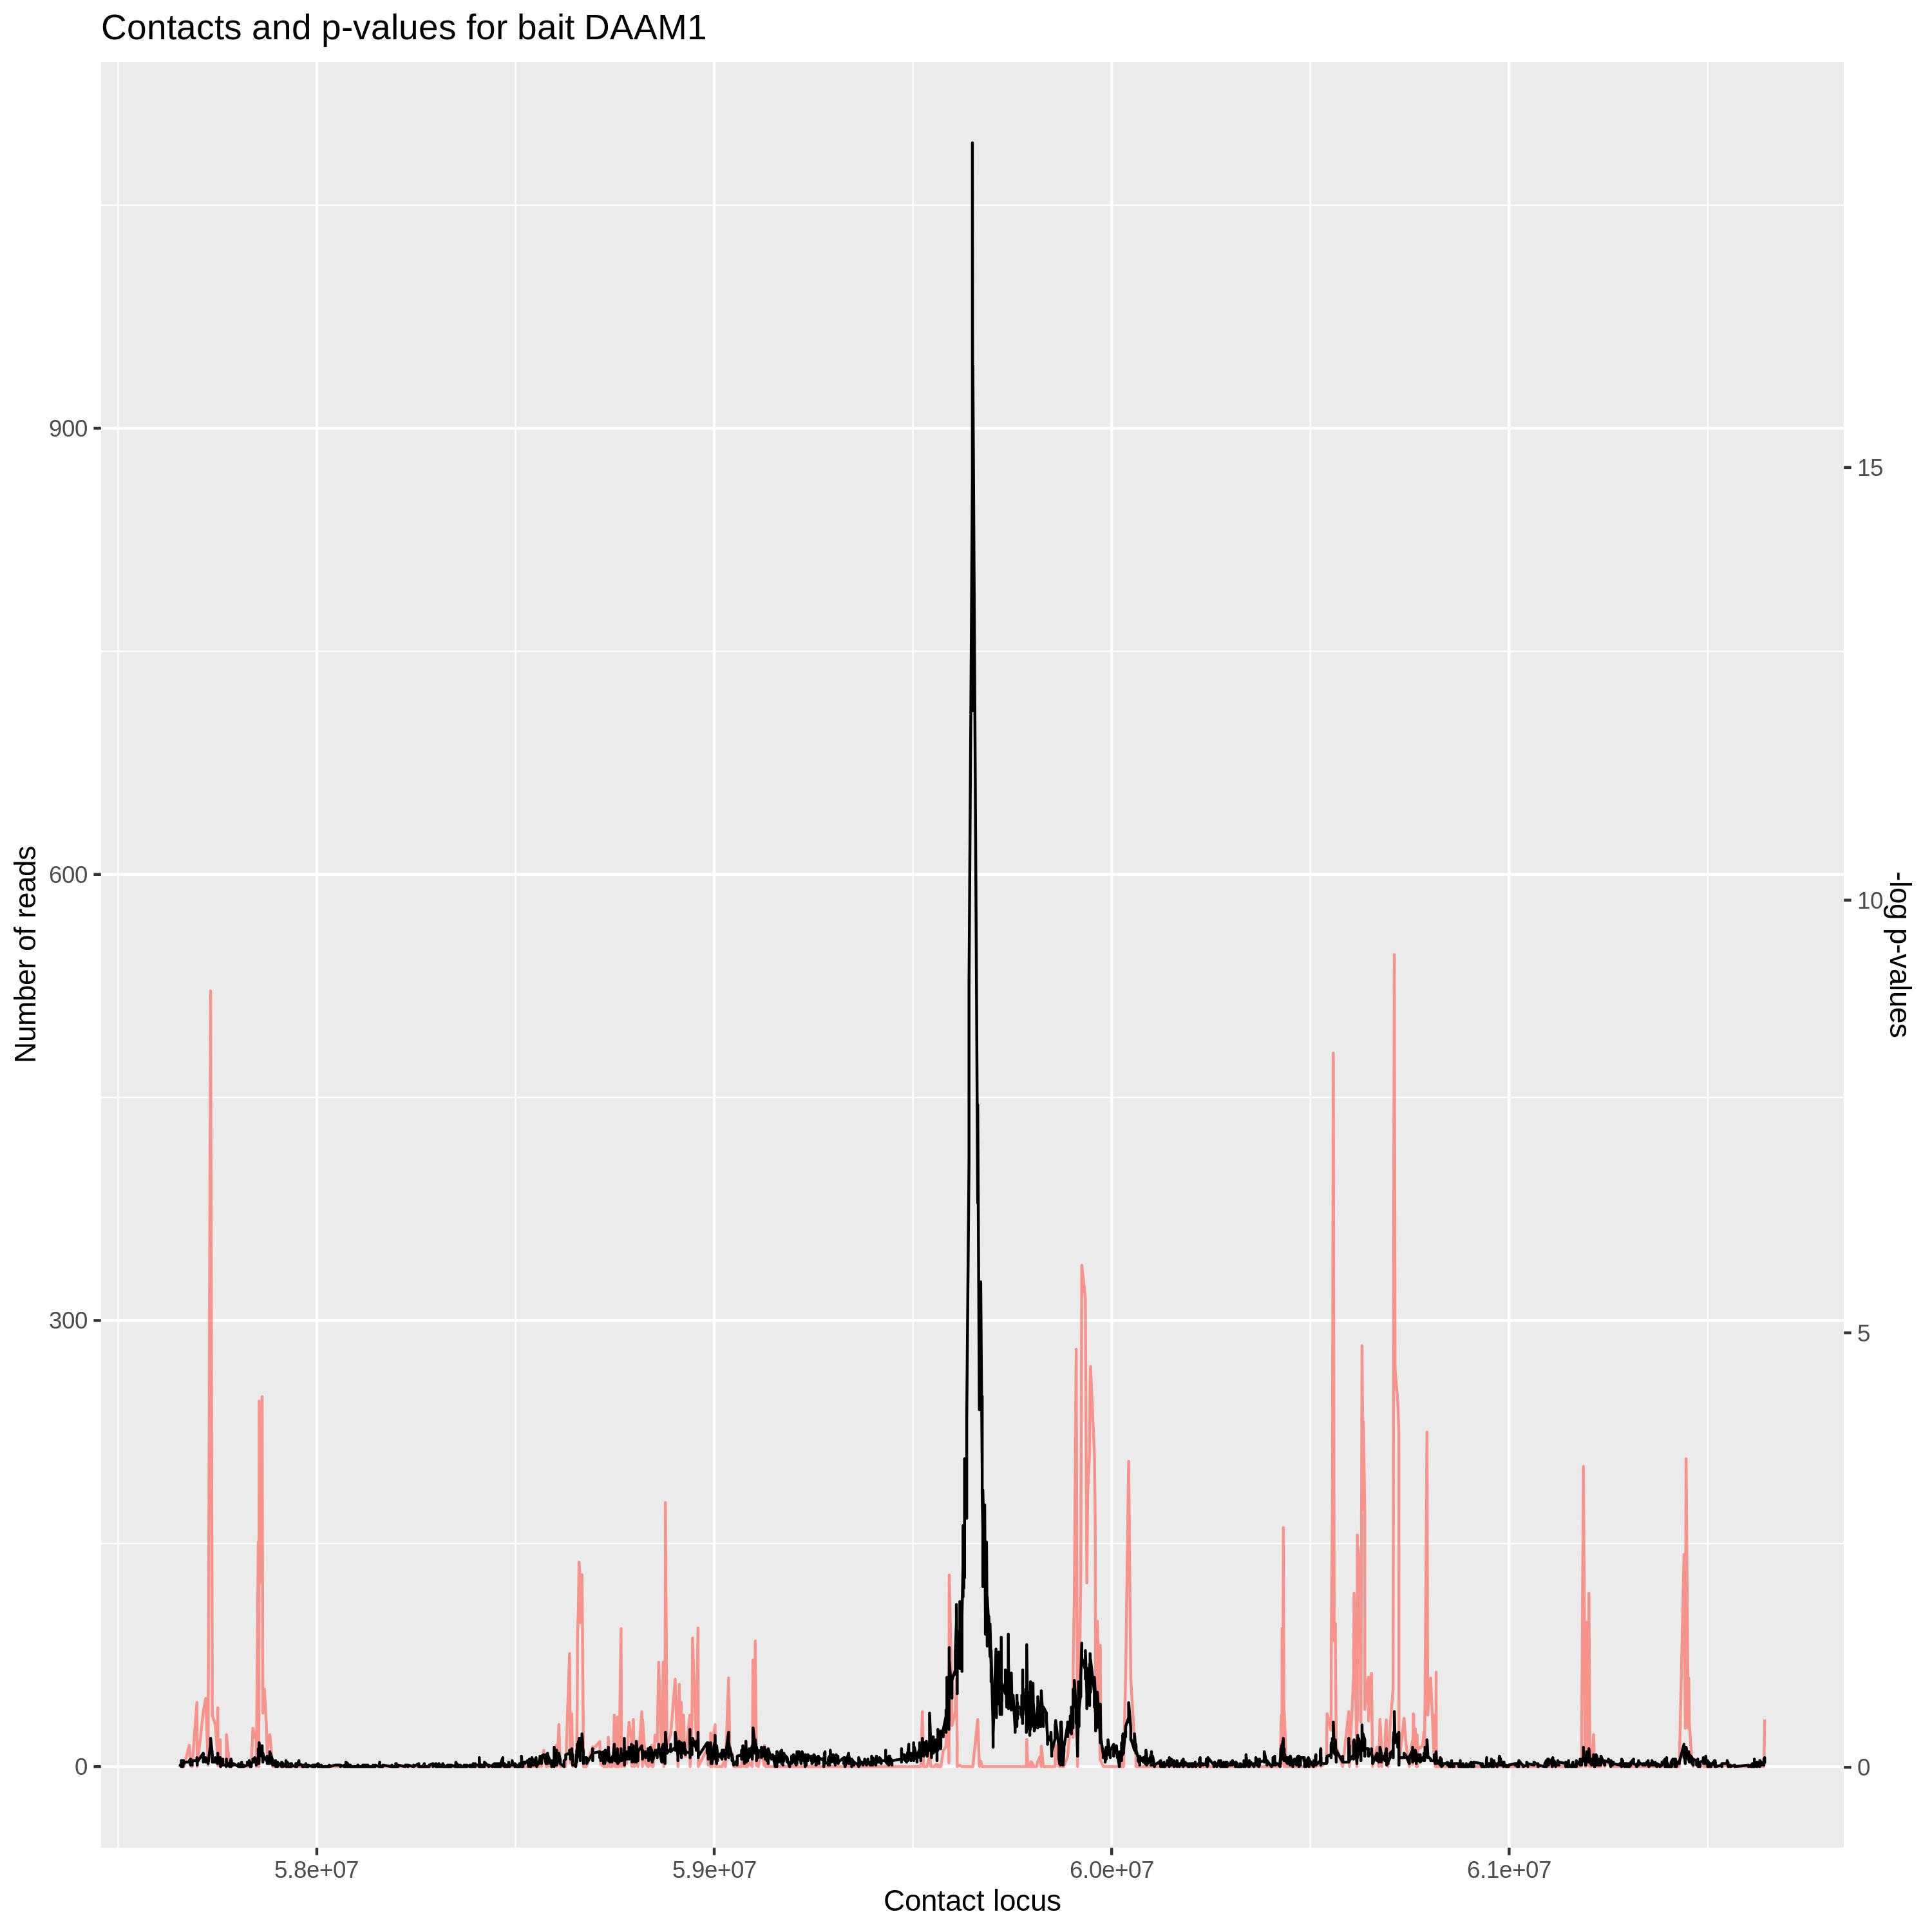 Contacts and p-values for bait DAAM1
Number of reads
900
600
300
0
15
10
5
0
-log p-values
5.8e+07
5.9e+07
6.0e+07
6.1e+07
Contact locus